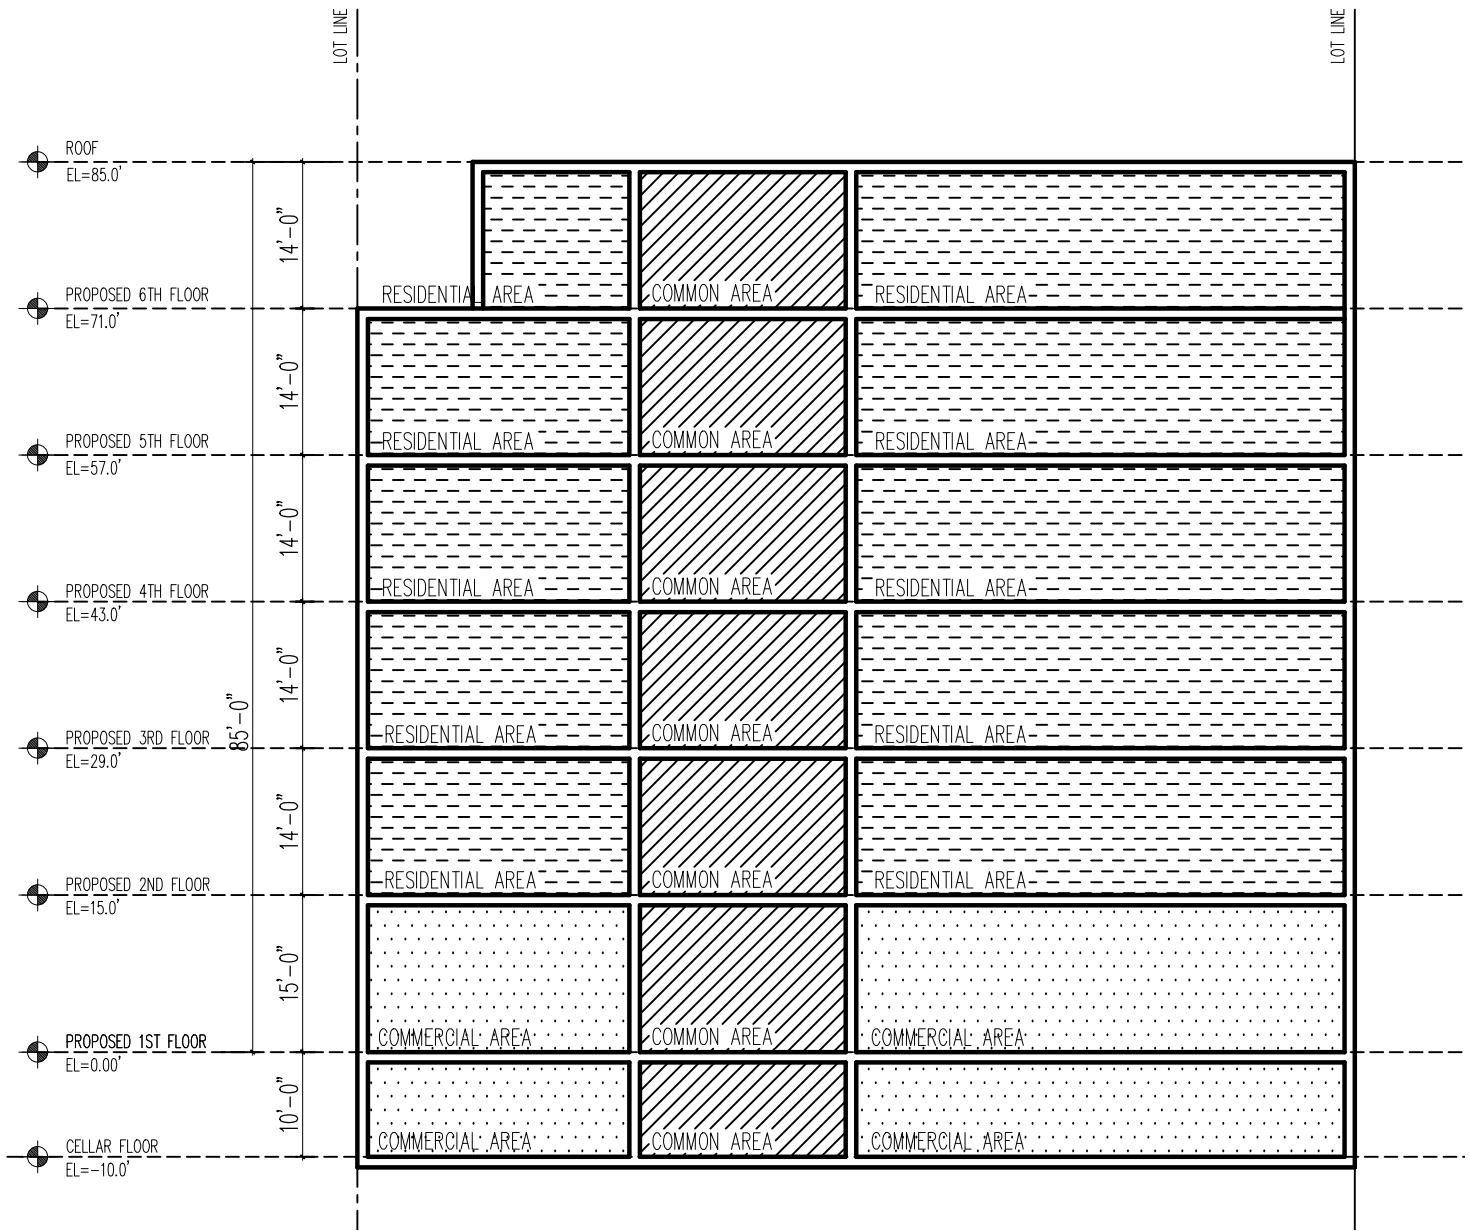 LOT LINE
LOT LINE
ROOF
EL=85.0'
14'-0"
RESIDENTIAL AREA
COMMON AREA
RESIDENTIAL AREA
PROPOSED 6TH FLOOR
EL=71.0'
14'-0"
RESIDENTIAL AREA
COMMON AREA
RESIDENTIAL AREA
PROPOSED 5TH FLOOR
EL=57.0'
14'-0"
RESIDENTIAL AREA
COMMON AREA
RESIDENTIAL AREA
PROPOSED 4TH FLOOR
EL=43.0'
14'-0"
85'-0"
RESIDENTIAL AREA
COMMON AREA
RESIDENTIAL AREA
PROPOSED 3RD FLOOR
EL=29.0'
14'-0"
RESIDENTIAL AREA
COMMON AREA
RESIDENTIAL AREA
PROPOSED 2ND FLOOR
EL=15.0'
15'-0"
COMMERCIAL AREA
COMMON AREA
COMMERCIAL AREA
PROPOSED 1ST FLOOR
EL=0.00'
10'-0"
COMMERCIAL AREA
COMMON AREA
COMMERCIAL AREA
CELLAR FLOOR
EL=-10.0'